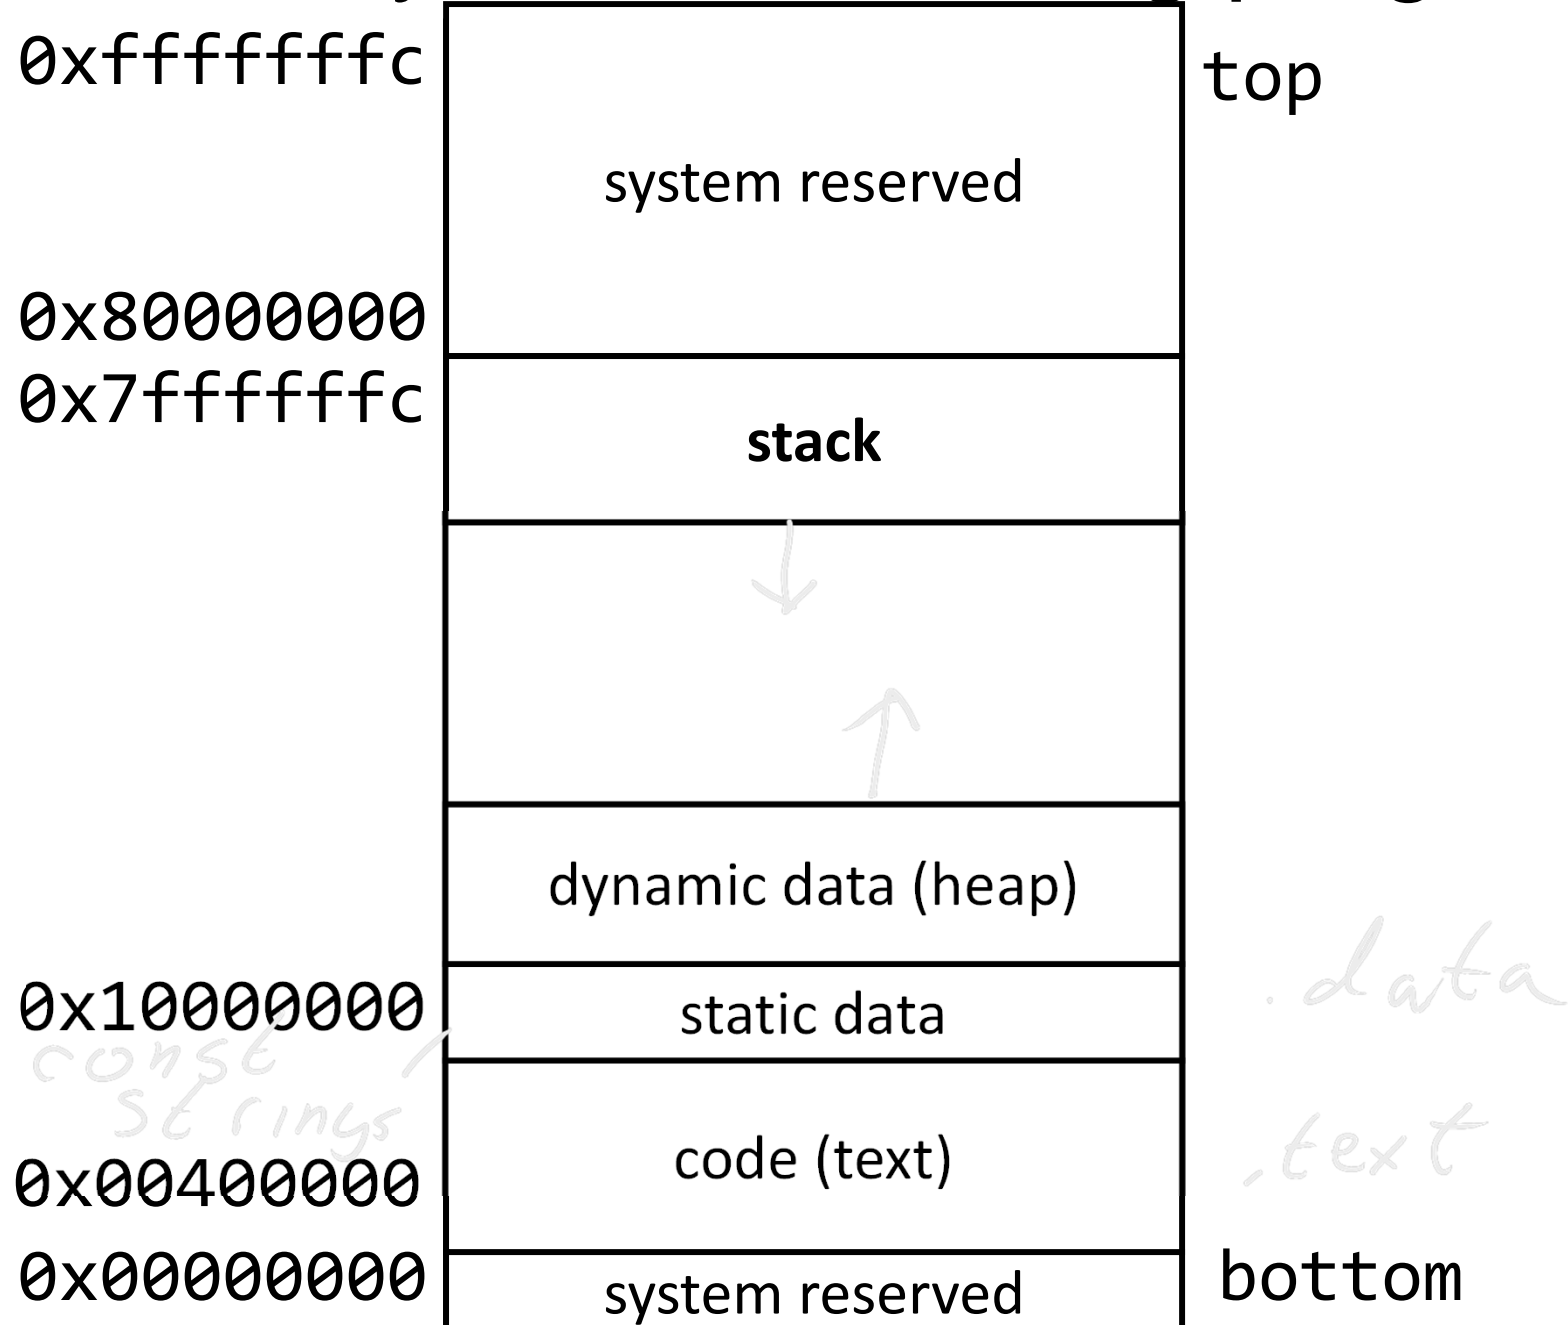 0xfffffffc
top
system reserved
0x80000000
0x7ffffffc
stack
dynamic data (heap)
.data
0x10000000
static data
const
strings
code (text)
.text
0x00400000
0x00000000
bottom
system reserved